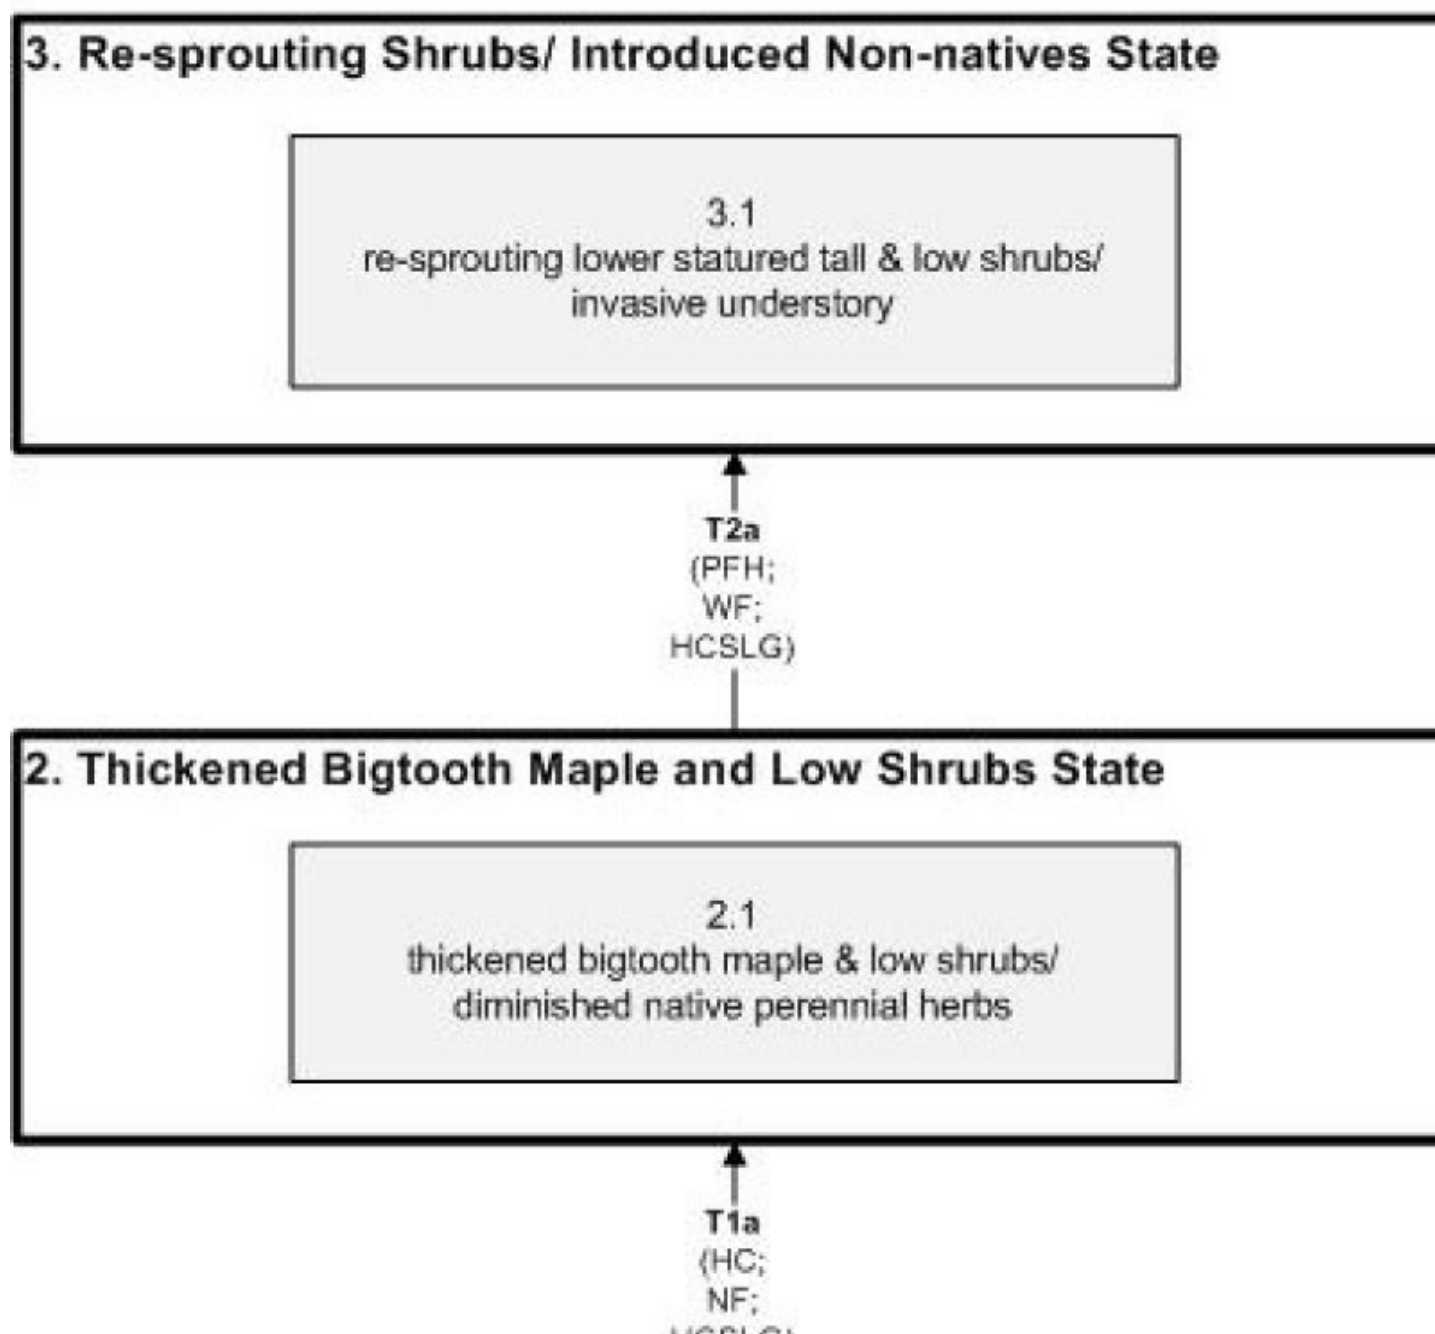 3. Re-sprouting Shrubs/ Introduced Non-natives State
3.1
re-sprouting lower statured tall & low shrubs/
invasive understory
T2a
(PFH;
WF;
HCSLG)
2. Thickened Bigtooth Maple and Low Shrubs State
2.1
thickened bigtooth maple & low shrubs/
diminished native perennial herbs
T1a
(HC;
NF;